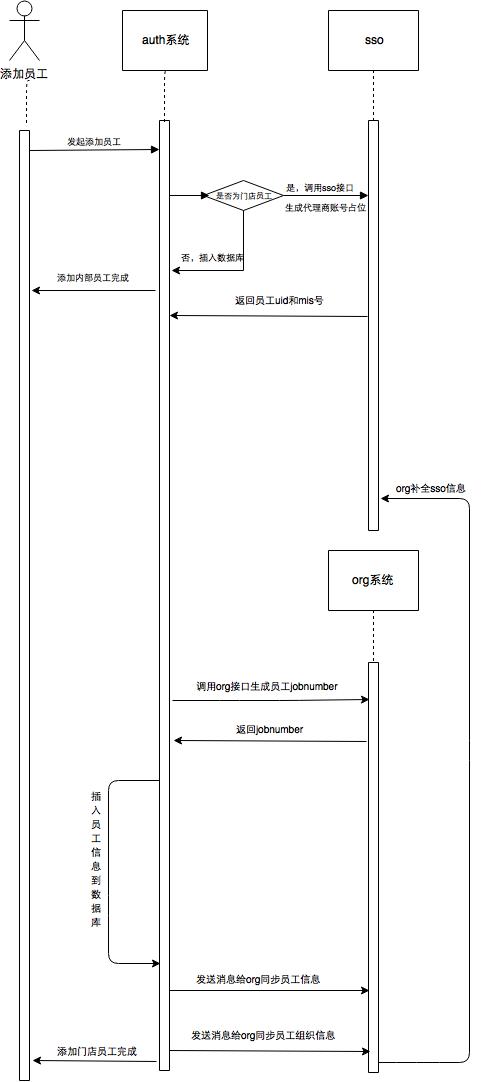 auth系统
sso
添加员工
发起添加员工
是否为门店员工
是，调用sso接口
生成代理商账号占位
否，插入数据库
添加内部员工完成
返回员工uid和mis号
org补全sso信息
org系统
调用org接口生成员工jobnumber
返回jobnumber
插入员工信息到数据库
发送消息给org同步员工信息
发送消息给org同步员工组织信息
添加门店员工完成